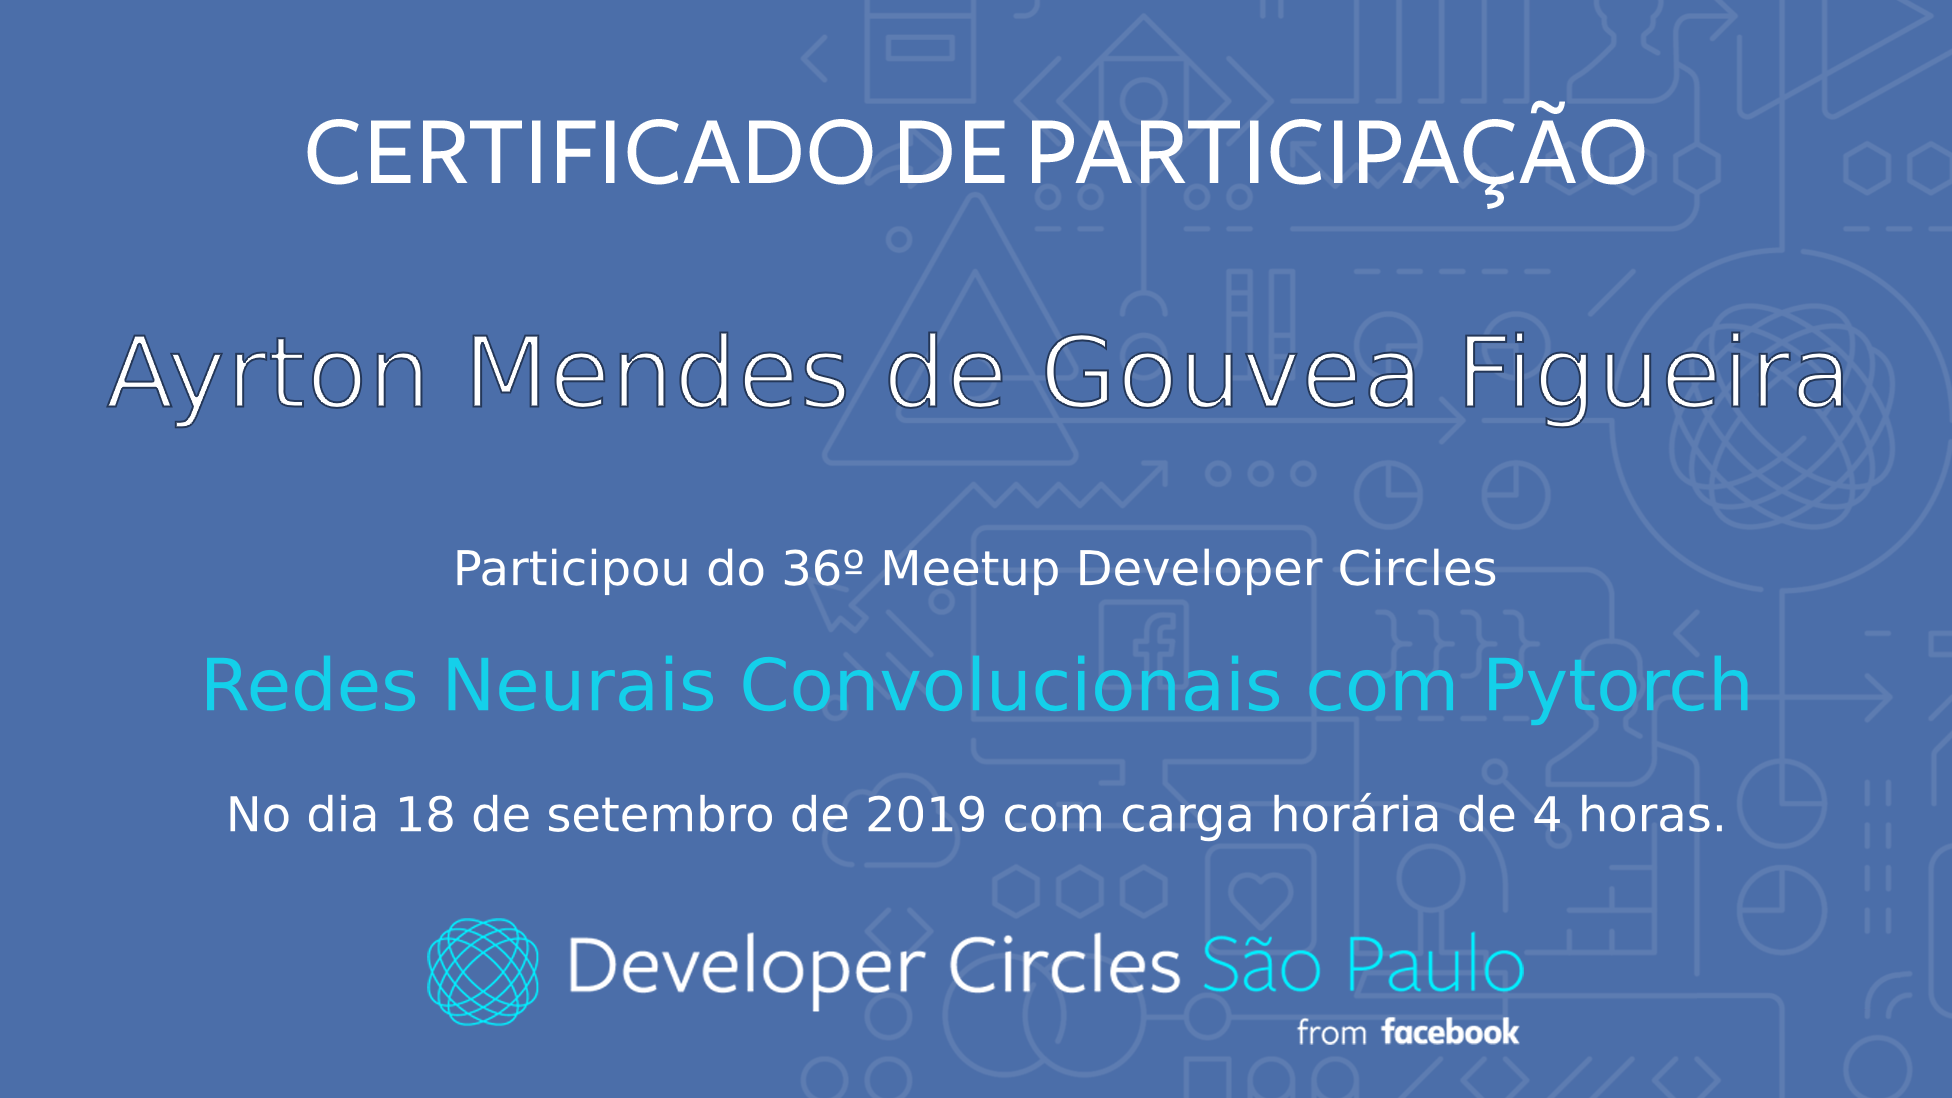 CERTIFICADO DE PARTICIPAÇÃO
Ayrton Mendes de Gouvea Figueira
Participou do 36º Meetup Developer Circles
Redes Neurais Convolucionais com Pytorch
No dia 18 de setembro de 2019 com carga horária de 4 horas.
Developer Circles São Paulo
from facebook